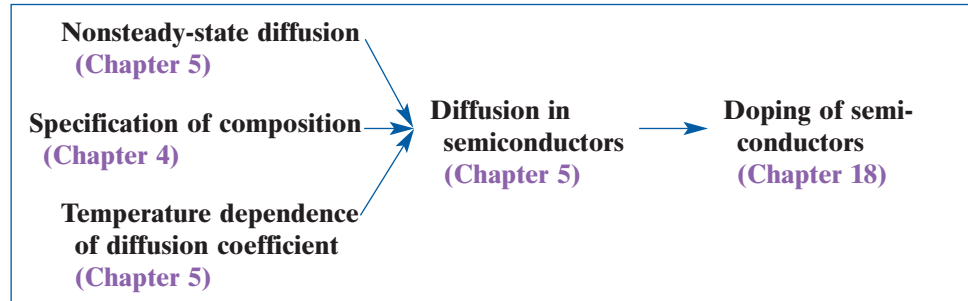 Nonsteady-state diffusion
(Chapter 5)
Specification of composition
(Chapter 4)
Temperature dependence
of diffusion coefficient
(Chapter 5)
Diffusion in
semiconductors
(Chapter 5)
Doping of semi-
conductors
(Chapter 18)